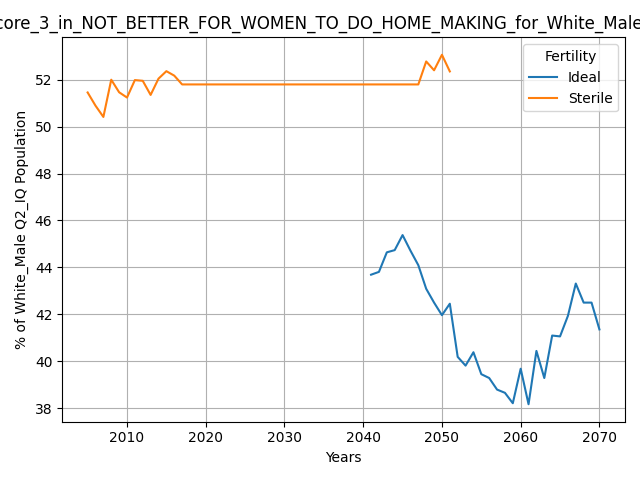 core_3_in_NOT_BETTER_FOR_WOMEN_TO_DO_HOME_MAKING_for_White_Male
Fertility
Ideal
Sterile
% of White_Male Q2_IQ Population
52
50
48
46
44
42
40
38
2010 2020 2030 2040 2050 2060 2070
Years